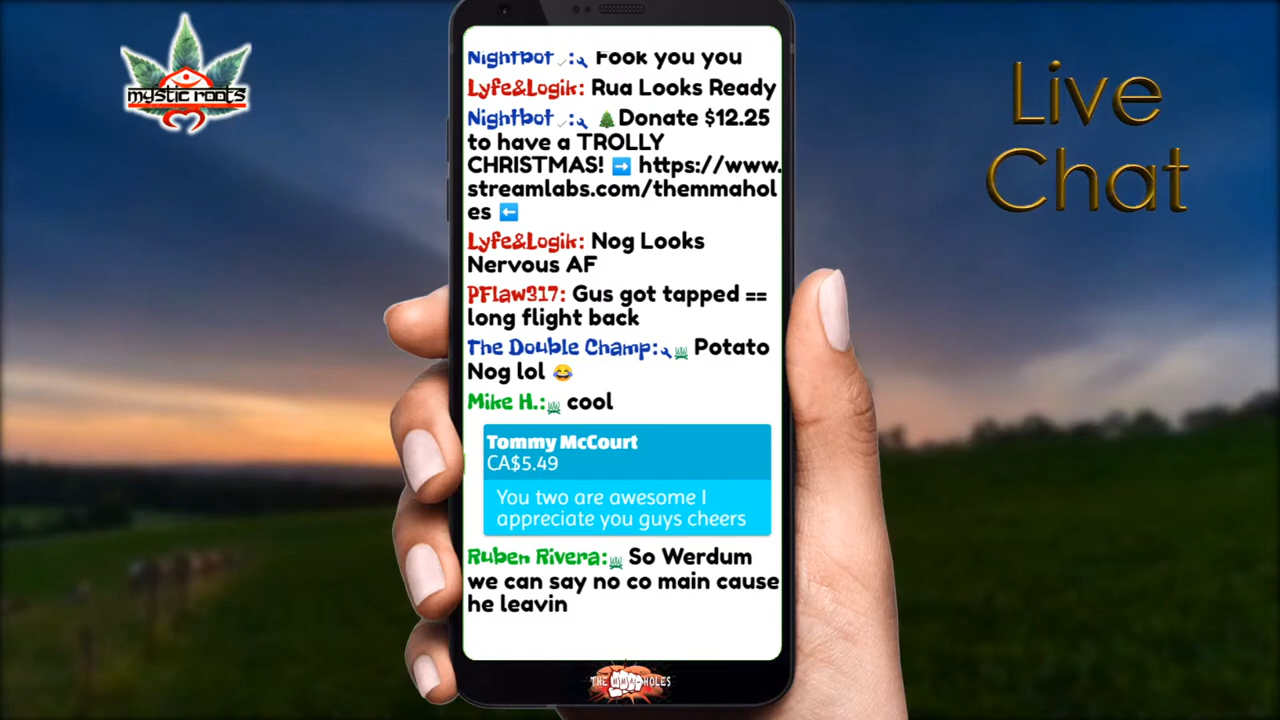 mystic roots
Live
Chat
Nightbot: Fook you you
Lyfe&Logik: Rua Looks Ready
Nightbot: 🎄Donate $12.25
to have a TROLLY
CHRISTMAS! ➡️ https://www.
streamlabs.com/themmahol
es ⬅️
Lyfe&Logik: Nog Looks
Nervous AF
PFlaw317: Gus got tapped ==
long flight back
The Double Champ: Potato
Nog lol 😂
Mike H.: cool
Tommy McCourt
CA$5.49
You two are awesome I
appreciate you guys cheers
Ruben Rivera: So Werdum
we can say no co main cause
he leavin
THE MMA-HOLES